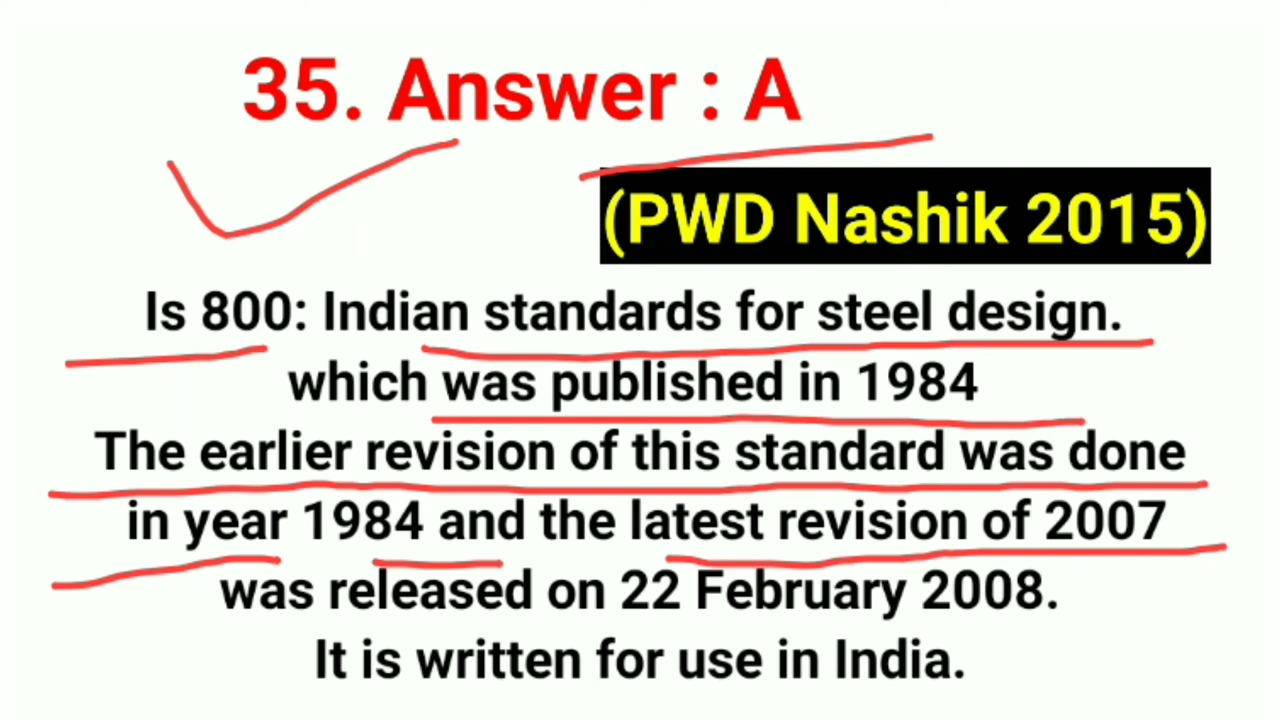 35. Answer : A
(PWD Nashik 2015)
Is 800: Indian standards for steel design.
which was published in 1984
The earlier revision of this standard was done
in year 1984 and the latest revision of 2007
was released on 22 February 2008.
It is written for use in India.